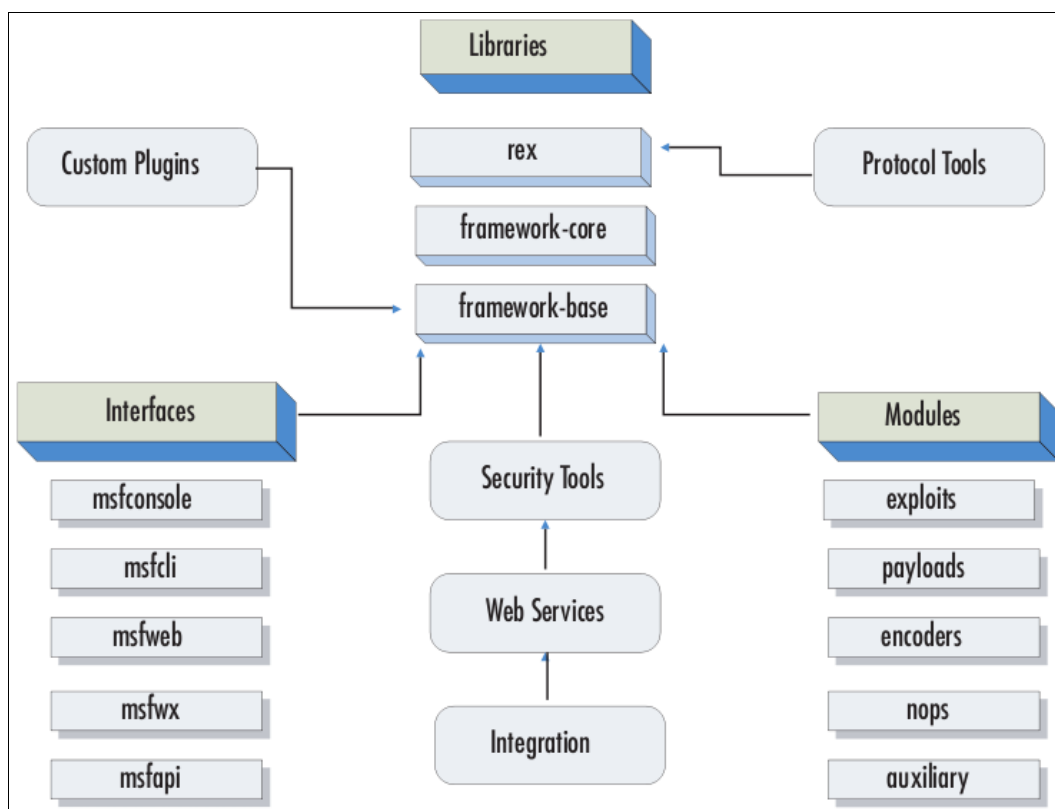 Libraries
Custom Plugins
rex
Protocol Tools
framework-core
framework-base
Interfaces
Modules
Security Tools
msfconsole
exploits
msfcli
payloads
Web Services
msfweb
encoders
msfwx
nops
Integration
msfapi
auxiliary